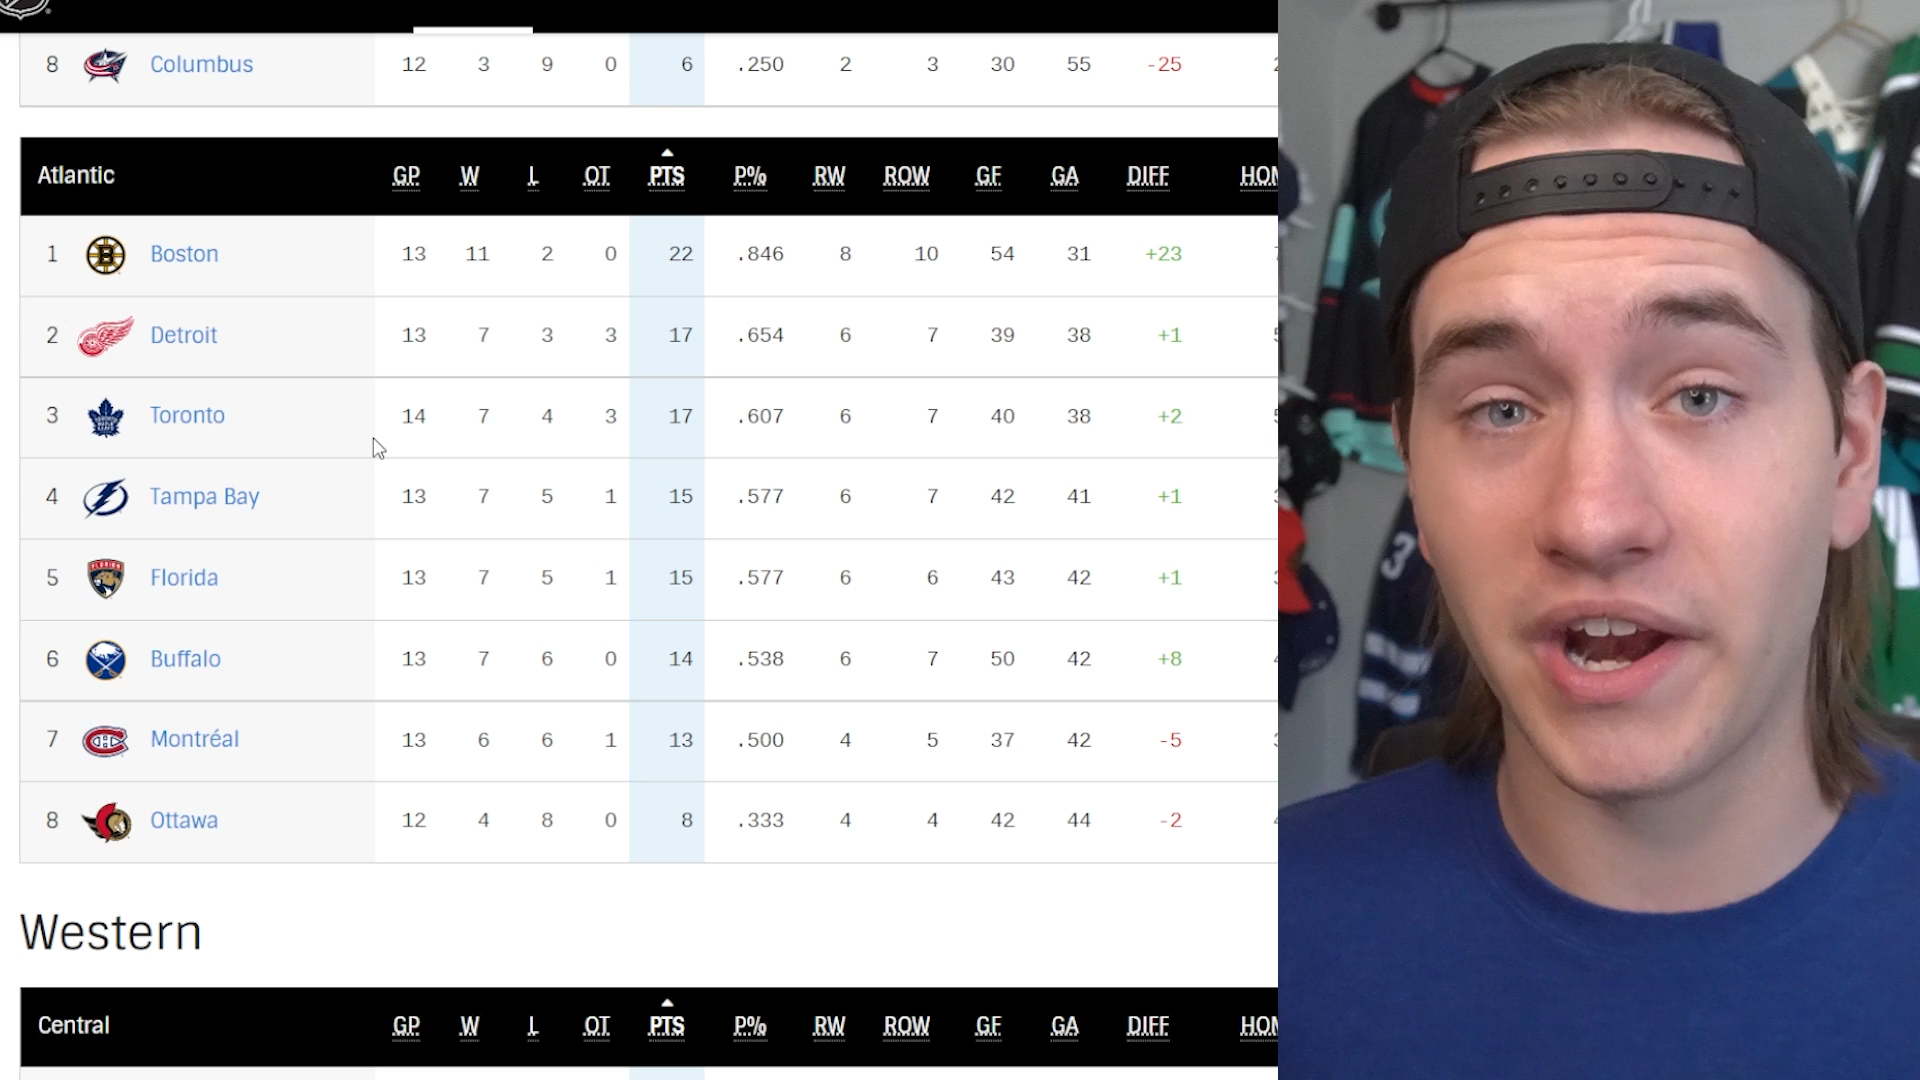 8 Columbus 12 3 9 0 6 .250 2 3 30 55 -25
Atlantic GP W L OT PTS P% RW ROW GF GA DIFF
1 Boston 13 11 2 0 22 .846 8 10 54 31 +23
2 Detroit 13 7 3 3 17 .654 6 7 39 38 +1
3 Toronto 14 7 4 3 17 .607 6 7 40 38 +2
4 Tampa Bay 13 7 5 1 15 .577 6 7 42 41 +1
5 Florida 13 7 5 1 15 .577 6 6 43 42 +1
6 Buffalo 13 7 6 0 14 .538 6 7 50 42 +8
7 Montréal 13 6 6 1 13 .500 4 5 37 42 -5
8 Ottawa 12 4 8 0 8 .333 4 4 42 44 -2
Western
Central GP W L OT PTS P% RW ROW GF GA DIFF
3